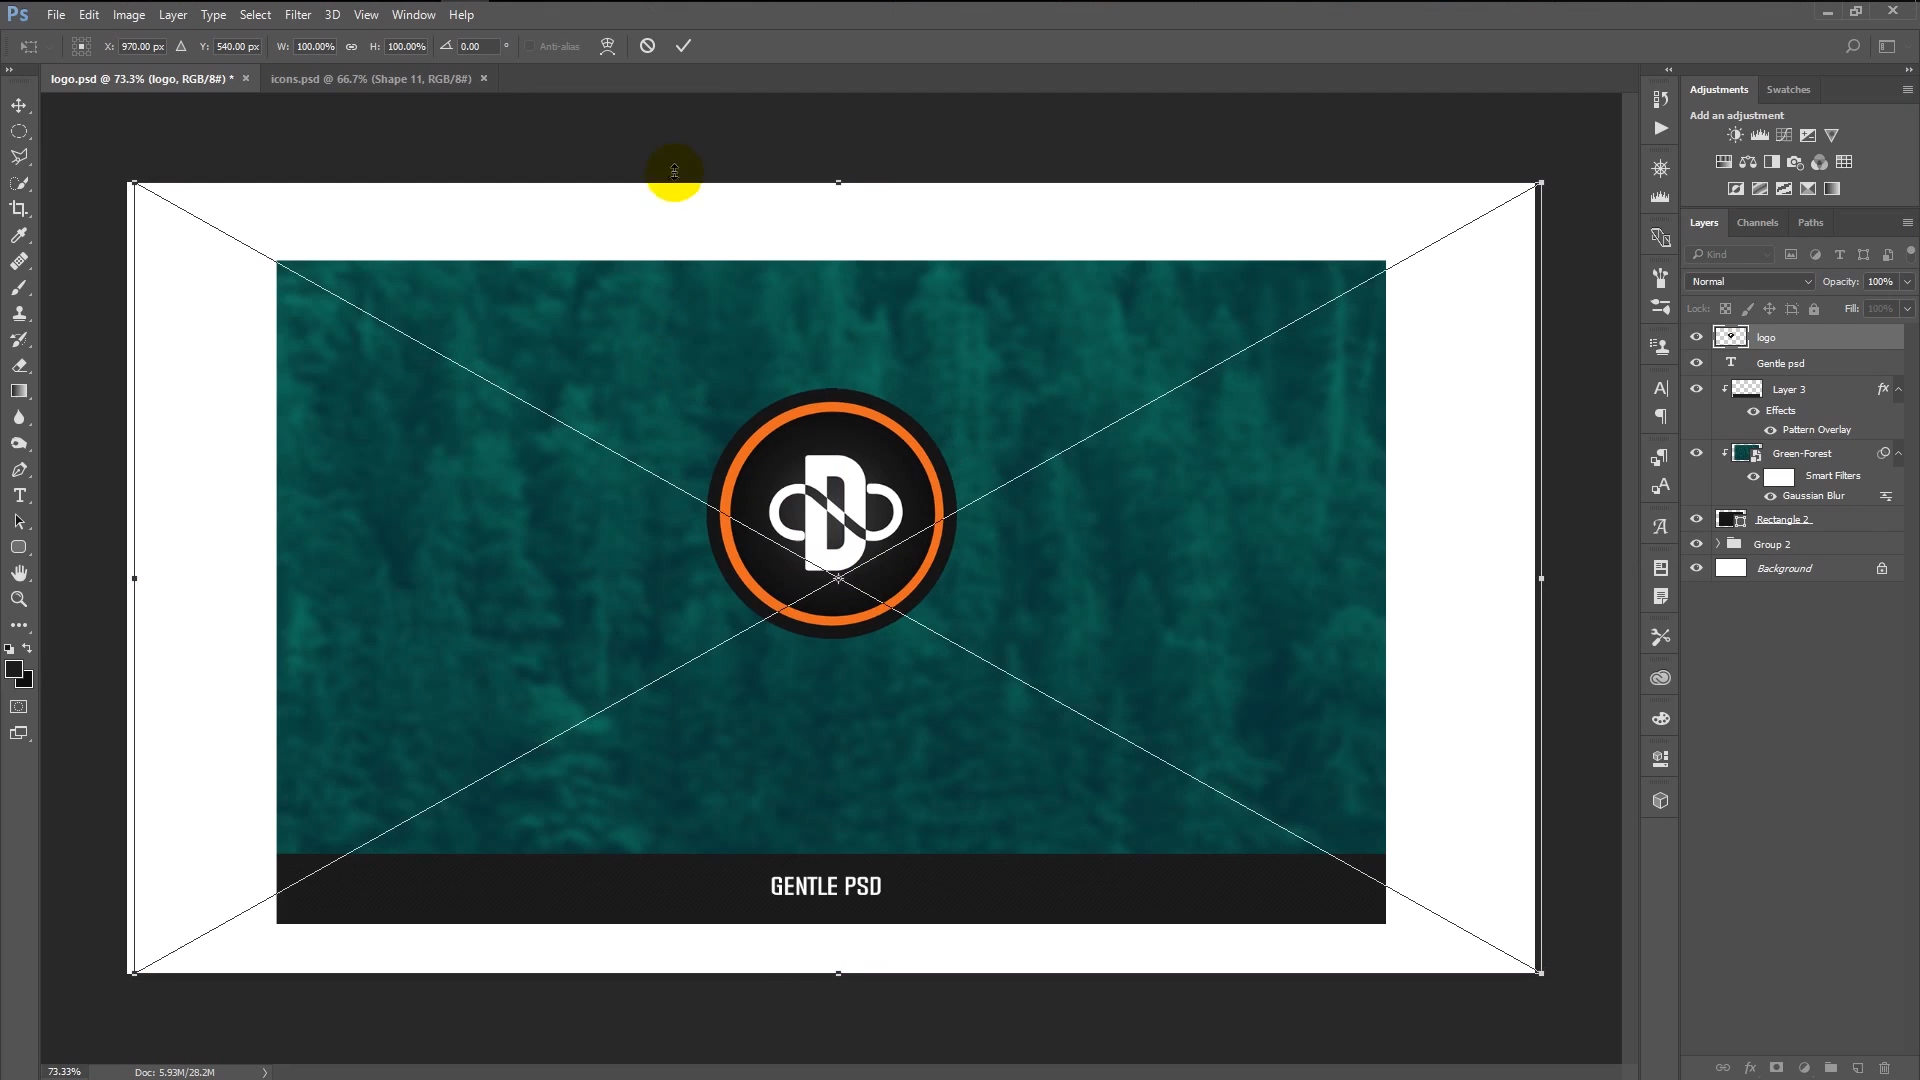 Ps File Edit Image Layer Type Select Filter 3D View Window Help
X: 970.00 px Y: 540.00 px W: 100.00% H: 100.00% 0.00 ° Anti-alias
logo.psd @ 73.3% (logo, RGB/8#) * × icons.psd @ 66.7% (Shape 11, RGB/8#) ×
Adjustments Swatches
Add an adjustment
Layers Channels Paths
Kind
Normal Opacity: 100%
Lock: Fill: 100%
logo
T Gentle psd
Layer 3 fx
Effects
Pattern Overlay
Green-Forest
Smart Filters
Gaussian Blur
Rectangle 2
Group 2
Background
D
GENTLE PSD
73.33% Doc: 5.93M/28.2M